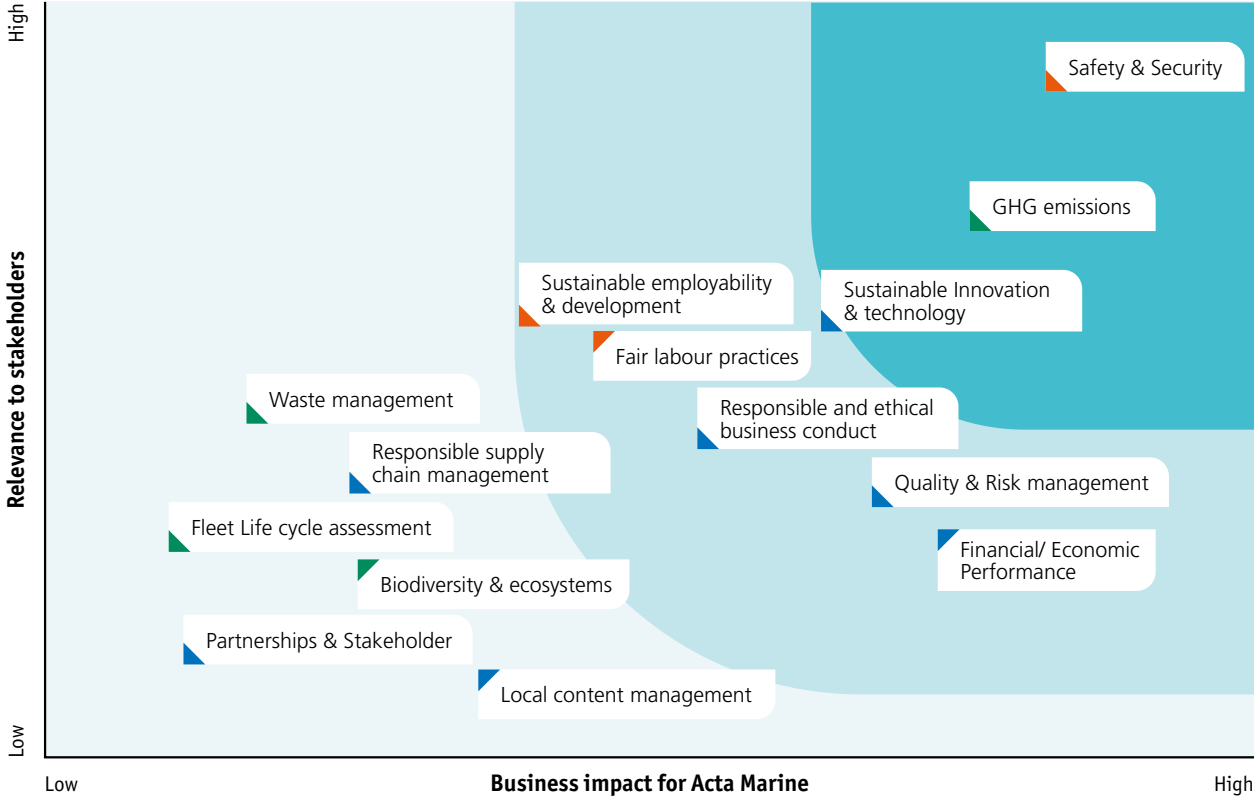 High
Safety & Security
GHG emissions
Sustainable employability
& development
Sustainable Innovation
& technology
Fair labour practices
Waste management
Responsible and ethical
business conduct
Responsible supply
chain management
Quality & Risk management
Fleet Life cycle assessment
Financial/ Economic
Performance
Biodiversity & ecosystems
Partnerships & Stakeholder
Local content management
Relevance to stakeholders
Low
Low
Business impact for Acta Marine
High